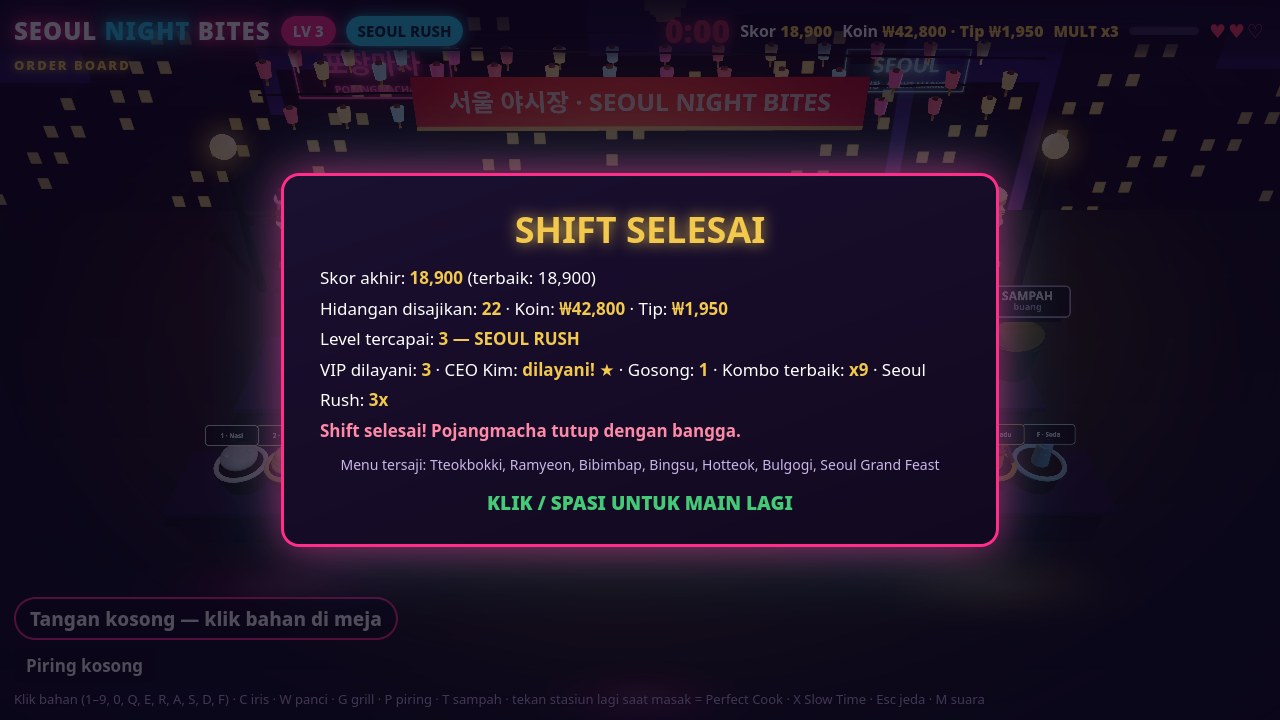 SEOUL NIGHT BITES LV 3 SEOUL RUSH 0:00 Skor 18,900 Koin ₩42,800 · Tip ₩1,950 MULT x3 ♥♥♡
ORDER BOARD
SEOUL
서울 야시장 · SEOUL NIGHT BITES
SHIFT SELESAI
Skor akhir: 18,900 (terbaik: 18,900)
Hidangan disajikan: 22 · Koin: ₩42,800 · Tip: ₩1,950
Level tercapai: 3 — SEOUL RUSH
VIP dilayani: 3 · CEO Kim: dilayani! ★ · Gosong: 1 · Kombo terbaik: x9 · Seoul
Rush: 3x
Shift selesai! Pojangmacha tutup dengan bangga.
Menu tersaji: Tteokbokki, Ramyeon, Bibimbap, Bingsu, Hotteok, Bulgogi, Seoul Grand Feast
KLIK / SPASI UNTUK MAIN LAGI
SAMPAH
buang
1 · Nasi
F · Soda
Tangan kosong — klik bahan di meja
Piring kosong
Klik bahan (1–9, 0, Q, E, R, A, S, D, F) · C iris · W panci · G grill · P piring · T sampah · tekan stasiun lagi saat masak = Perfect Cook · X Slow Time · Esc jeda · M suara